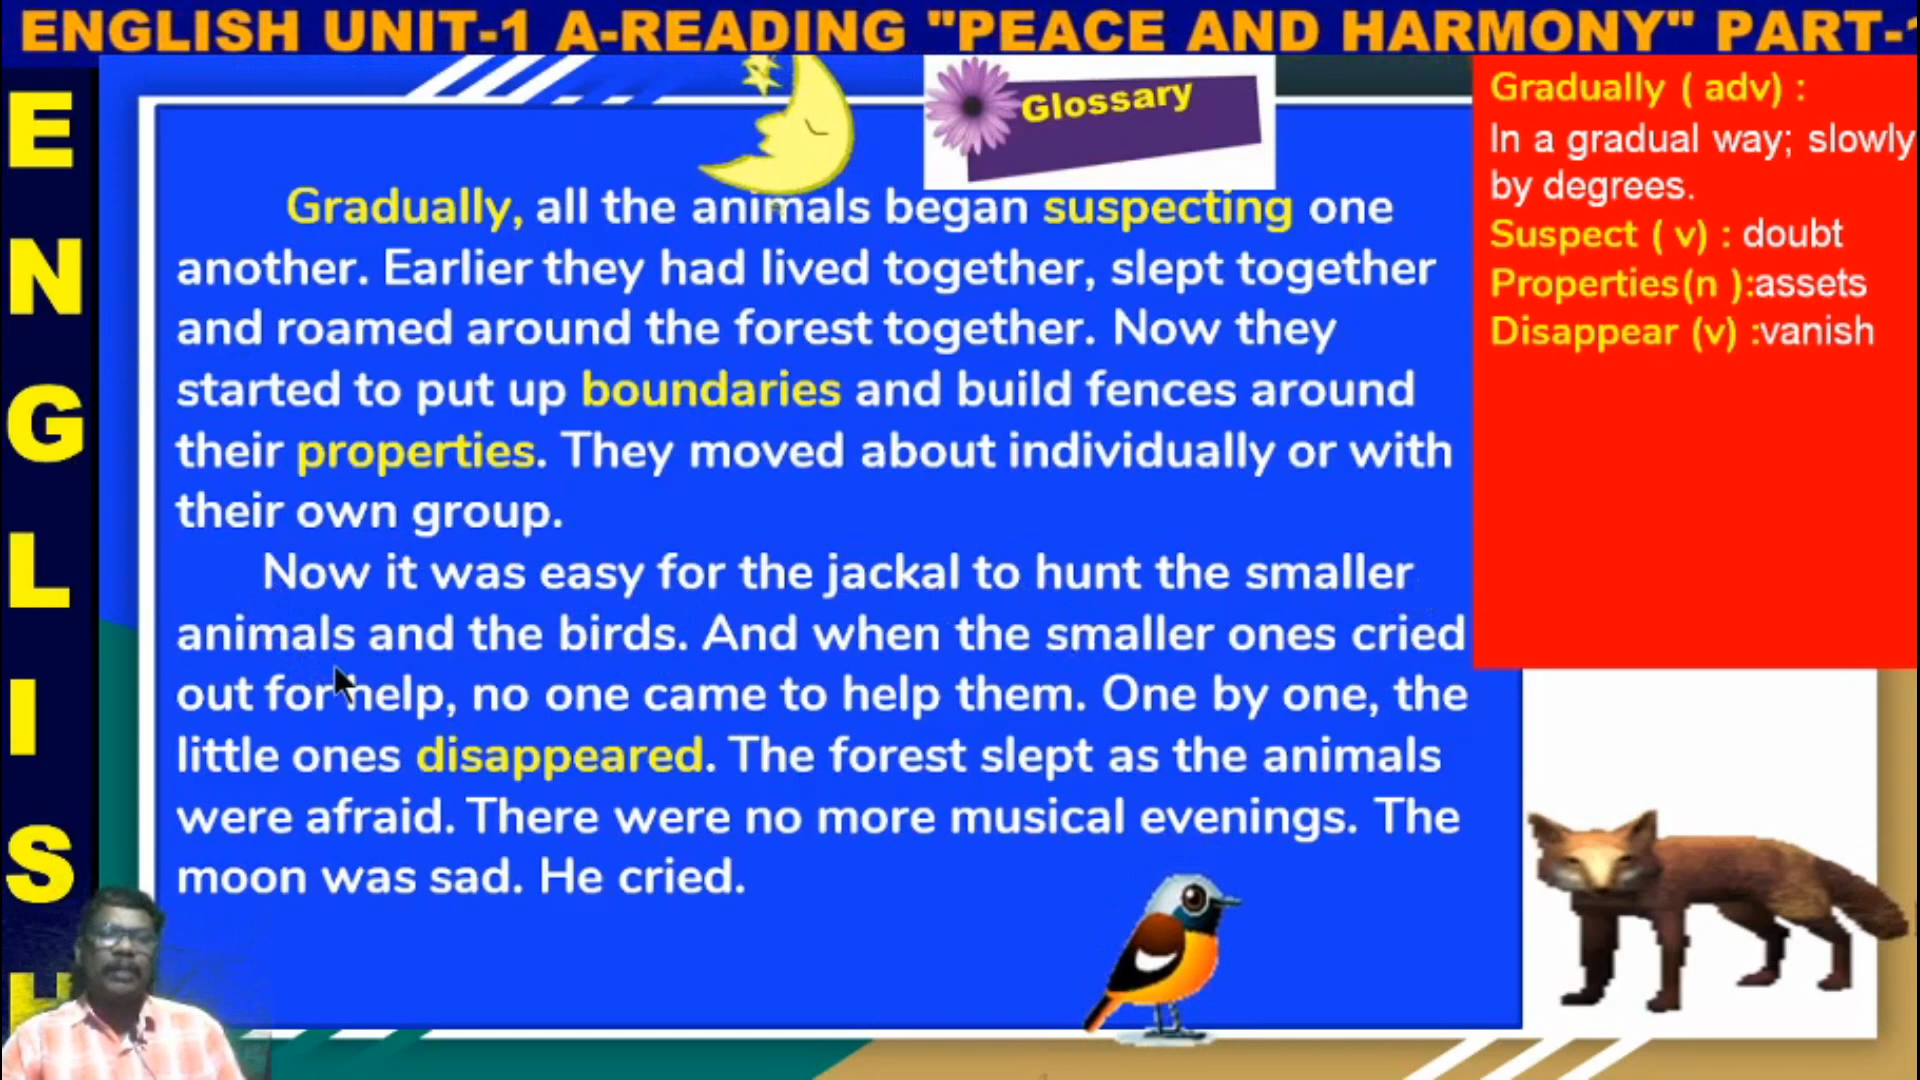 ENGLISH UNIT-1 A-READING "PEACE AND HARMONY" PART-1
ENGLISH
Glossary
Gradually, all the animals began suspecting one
another. Earlier they had lived together, slept together
and roamed around the forest together. Now they
started to put up boundaries and build fences around
their properties. They moved about individually or with
their own group.
Now it was easy for the jackal to hunt the smaller
animals and the birds. And when the smaller ones cried
out for help, no one came to help them. One by one, the
little ones disappeared. The forest slept as the animals
were afraid. There were no more musical evenings. The
moon was sad. He cried.
Gradually ( adv) :
In a gradual way; slowly
by degrees.
Suspect ( v) : doubt
Properties(n ):assets
Disappear (v) :vanish